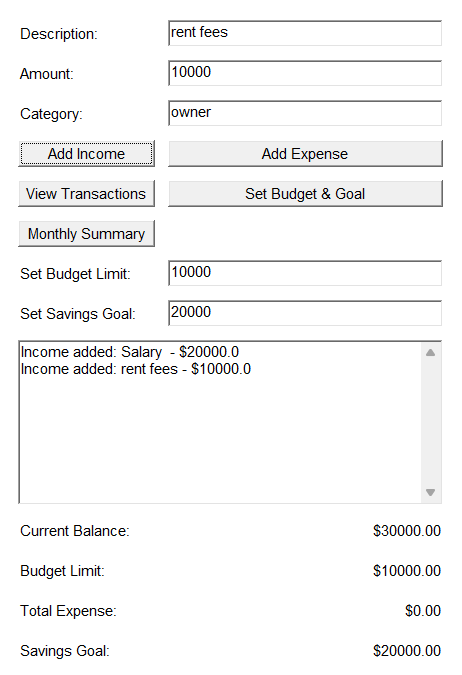 Description: rent fees
Amount: 10000
Category: owner
Add Income Add Expense
View Transactions Set Budget & Goal
Monthly Summary
Set Budget Limit: 10000
Set Savings Goal: 20000
Income added: Salary  - $20000.0
Income added: rent fees - $10000.0
Current Balance: $30000.00
Budget Limit: $10000.00
Total Expense: $0.00
Savings Goal: $20000.00